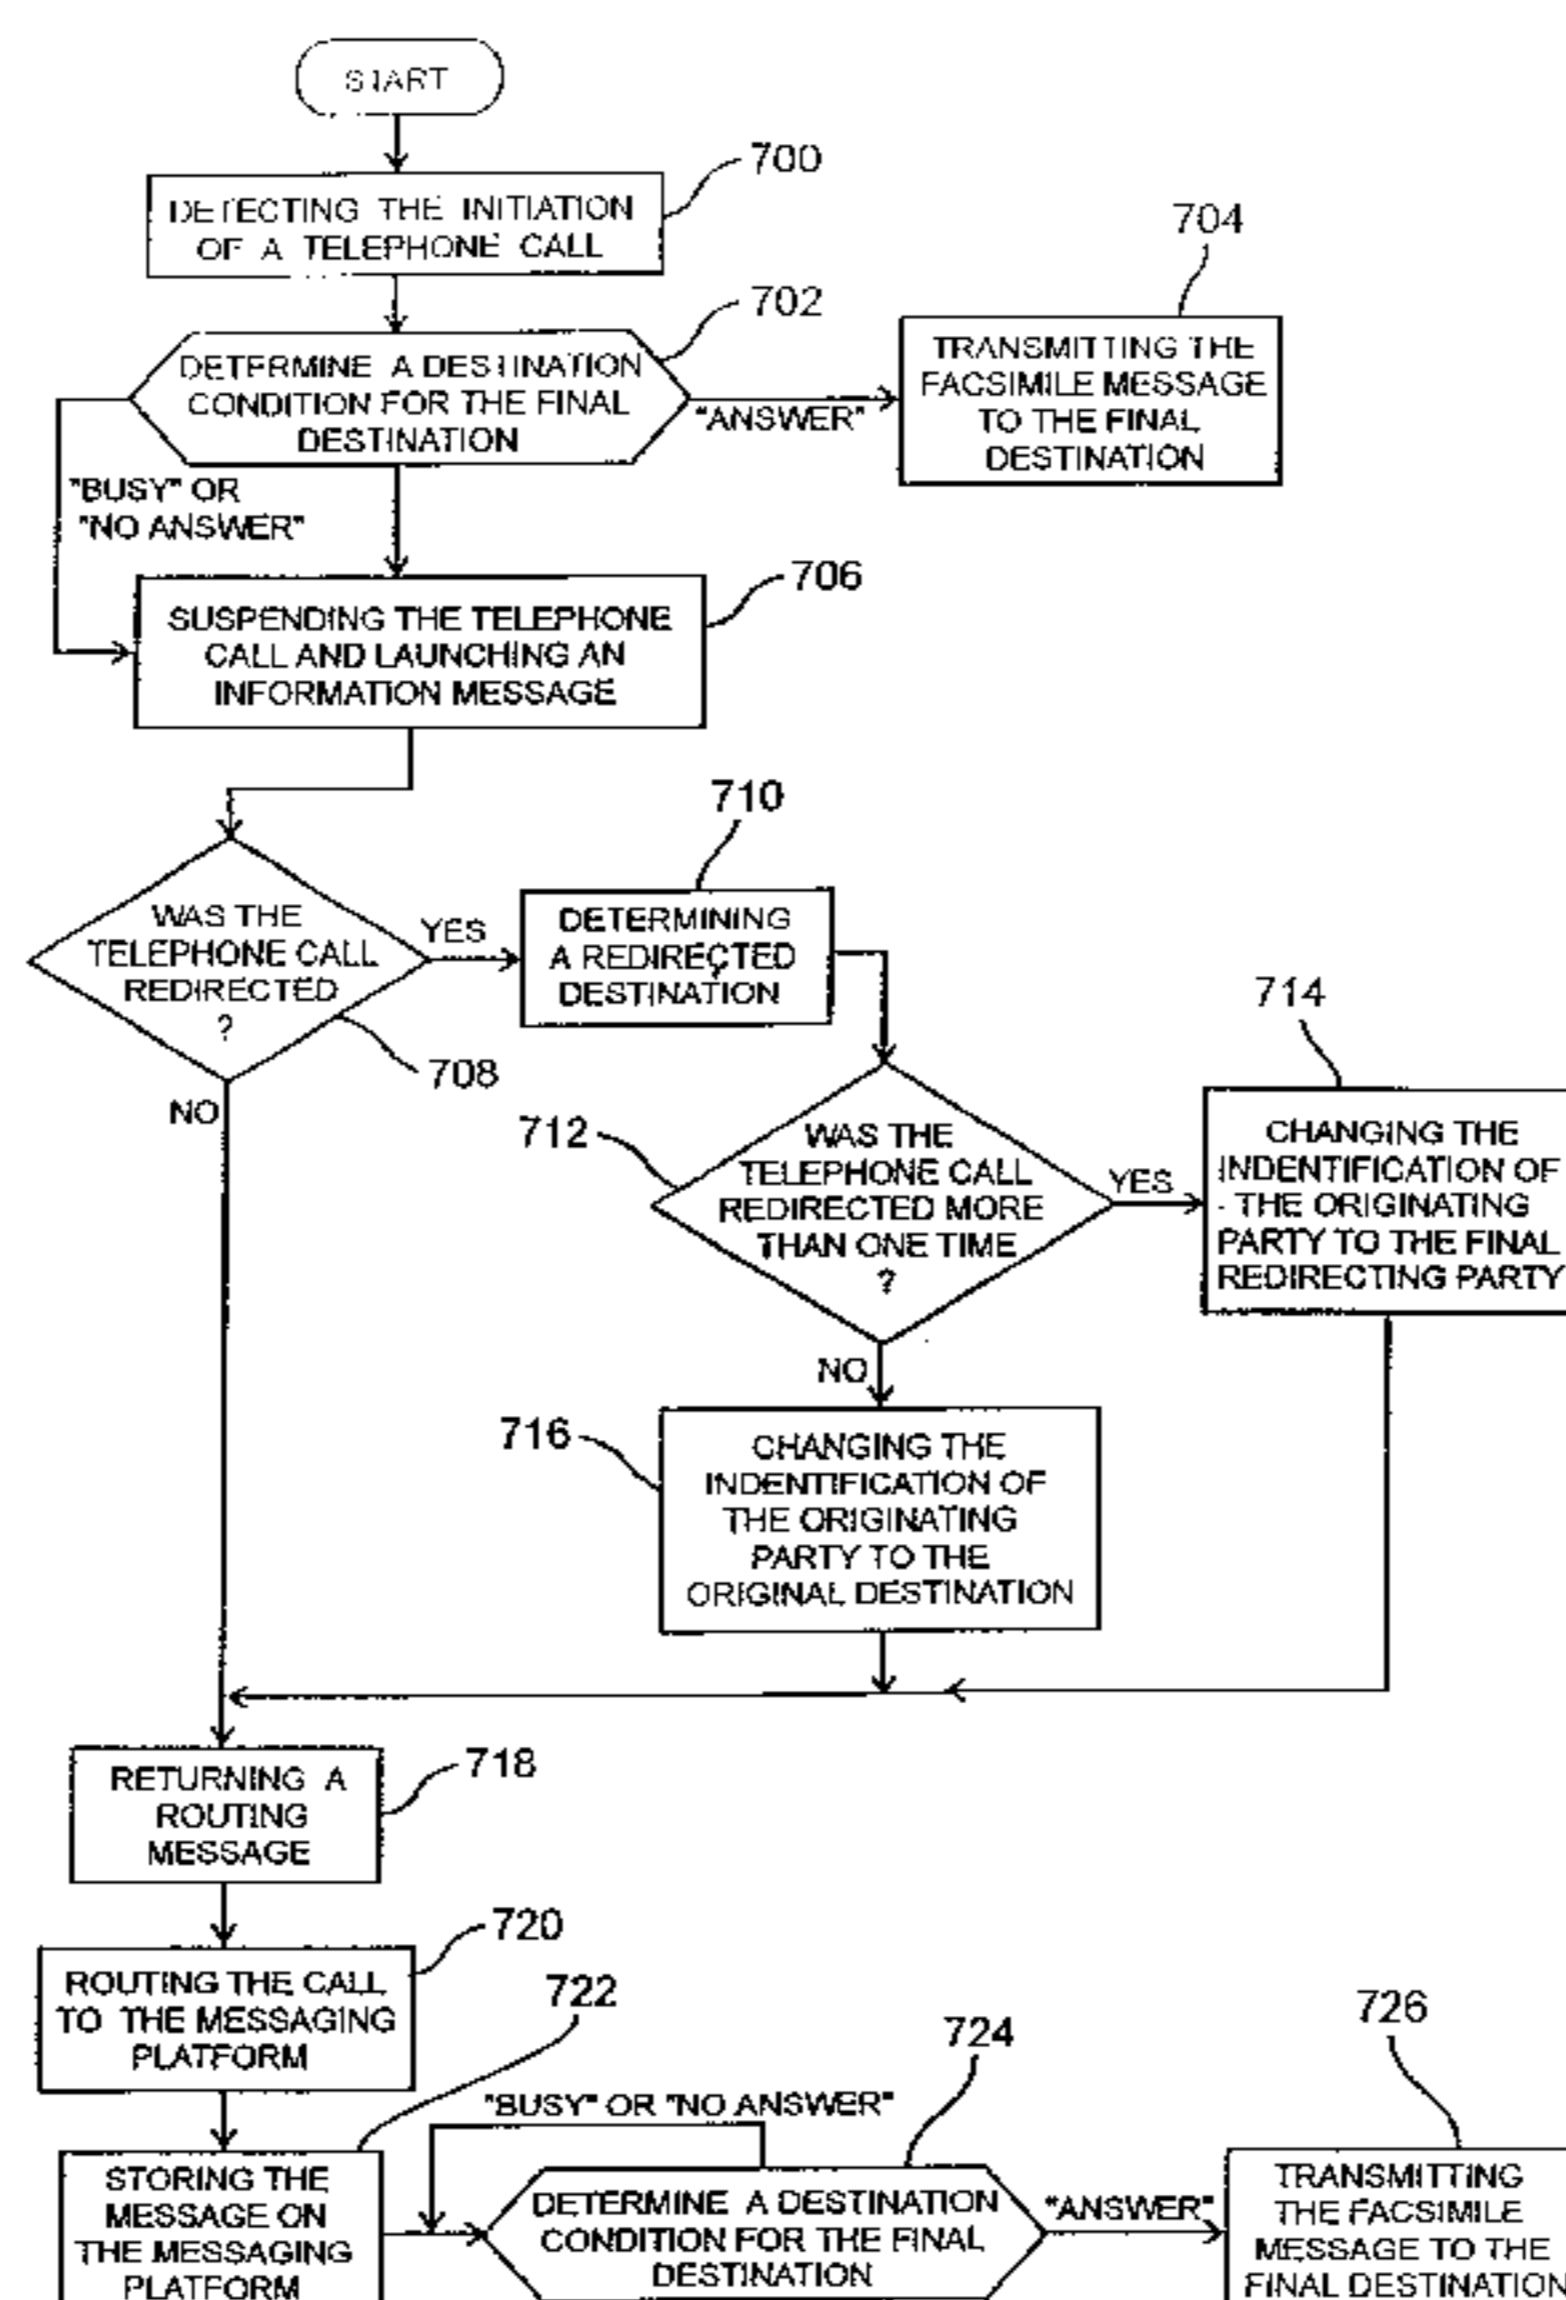 START
700
DETECTING THE INITIATION
OF A TELEPHONE CALL
702
704
DETERMINE A DESTINATION
CONDITION FOR THE FINAL
DESTINATION
"ANSWER"
TRANSMITTING THE
FACSIMILE MESSAGE
TO THE FINAL
DESTINATION
"BUSY" OR
"NO ANSWER"
706
SUSPENDING THE TELEPHONE
CALL AND LAUNCHING AN
INFORMATION MESSAGE
710
WAS THE
TELEPHONE CALL
REDIRECTED
?
YES
DETERMINING
A REDIRECTED
DESTINATION
708
NO
714
712
WAS THE
TELEPHONE CALL
REDIRECTED MORE
THAN ONE TIME
?
YES
CHANGING THE
INDENTIFICATION OF
THE ORIGINATING
PARTY TO THE FINAL
REDIRECTING PARTY
NO
716
CHANGING THE
INDENTIFICATION OF
THE ORIGINATING
PARTY TO THE
ORIGINAL DESTINATION
718
RETURNING A
ROUTING
MESSAGE
720
ROUTING THE CALL
TO THE MESSAGING
PLATFORM
722
724
726
"BUSY" OR "NO ANSWER"
STORING THE
MESSAGE ON
THE MESSAGING
PLATFORM
DETERMINE A DESTINATION
CONDITION FOR THE FINAL
DESTINATION
"ANSWER"
TRANSMITTING
THE FACSIMILE
MESSAGE TO THE
FINAL DESTINATION